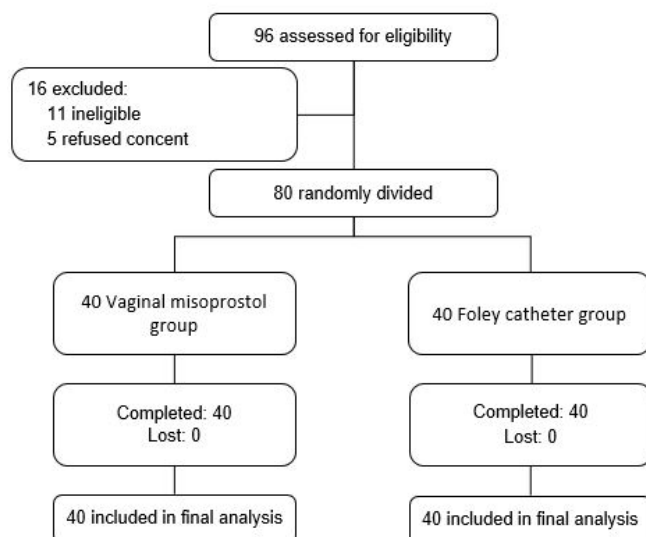 96 assessed for eligibility
16 excluded:
11 ineligible
5 refused concent
80 randomly divided
40 Vaginal misoprostol
group
40 Foley catheter group
Completed: 40
Lost: 0
Completed: 40
Lost: 0
40 included in final analysis
40 included in final analysis